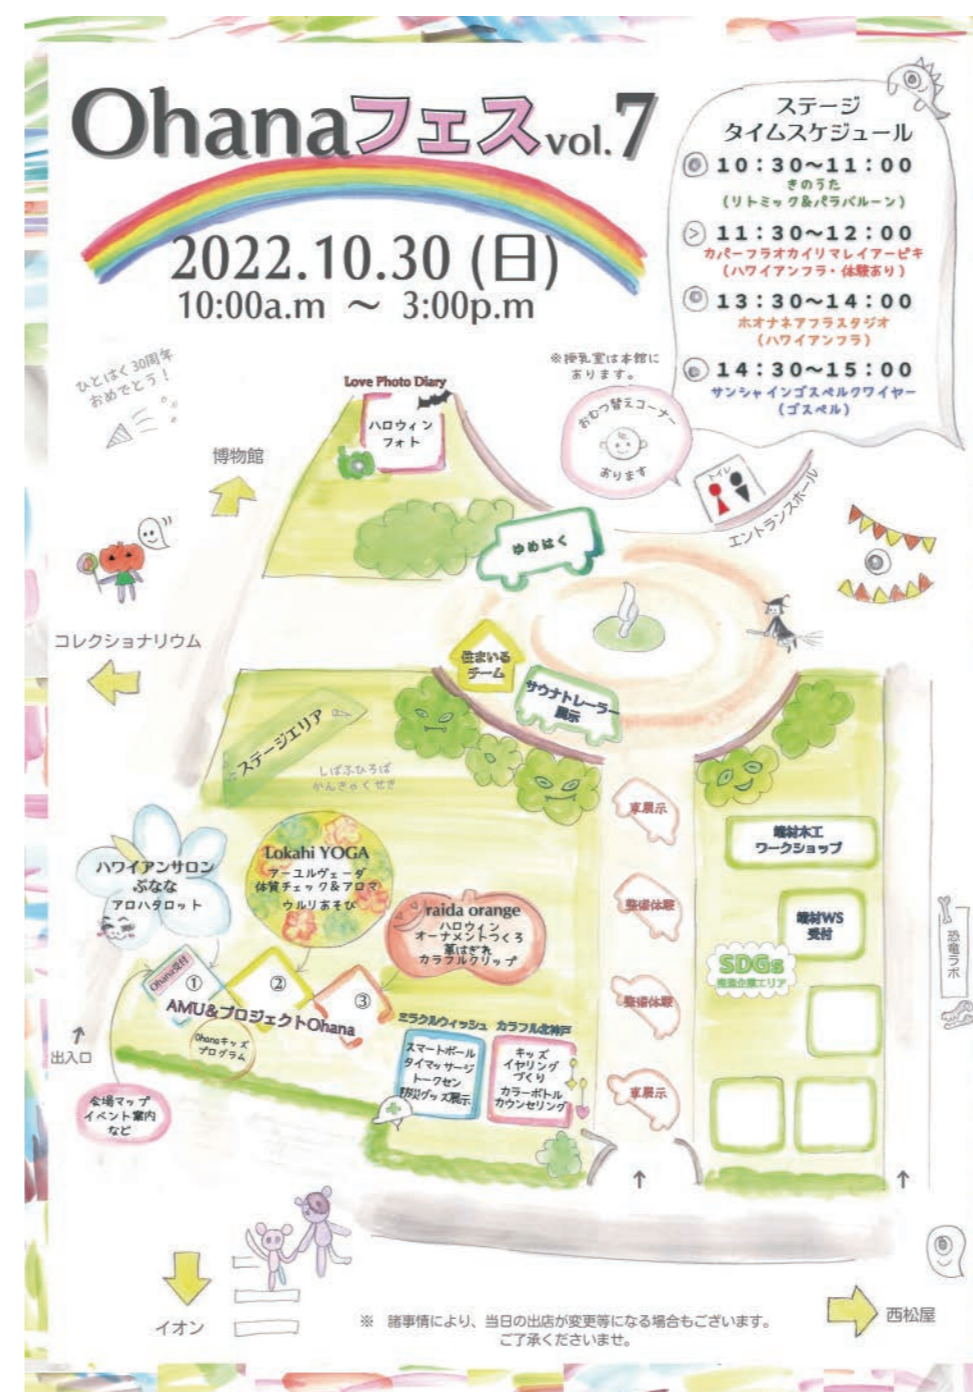 Ohanaフェスvol.7
2022.10.30 (日)
10:00a.m ～ 3:00p.m
ステージ
タイムスケジュール
10：30～11：00
きのうた
(リトミック&パラバルーン)
11：30～12：00
カパーフラオカイリマレイアーピキ
(ハワイアンフラ・体験あり)
13：30～14：00
ホオナネアフラスタジオ
(ハワイアンフラ)
14：30～15：00
サンシャインゴスペルクワイヤー
(ゴスペル)
ひとはく30周年
おめでとう！
※授乳室は本館に
あります。
Love Photo Diary
ハロウィン
フォト
おむつ替えコーナー
あります
トイレ
エントランスホール
博物館
ゆめはく
コレクショナリウム
住まいる
チーム
サウナトレーラー
展示
ステージエリア
しばふひろば
かんきゃくせき
車展示
整備体験
整備体験
車展示
端材木工
ワークショップ
端材WS
受付
SDGs
推進企業エリア
恐竜ラボ
ハワイアンサロン
ぷなな
アロハタロット
Lokahi YOGA
アーユルヴェーダ
体質チェック&アロマ
ウルリあそび
raida orange
ハロウィン
オーナメントつくろ
革はぎれ
カラフルクリップ
Ohana受付
①
②
③
AMU&プロジェクトOhana
Ohanaキッズ
プログラム
出入口
会場マップ
イベント案内
など
ミラクルウィッシュ
スマートボール
タイマッサージ
トークセン
防災グッズ展示
カラフル北神戸
キッズ
イヤリング
づくり
カラーボトル
カウンセリング
イオン
西松屋
※　諸事情により、当日の出店が変更等になる場合もございます。
ご了承くださいませ。